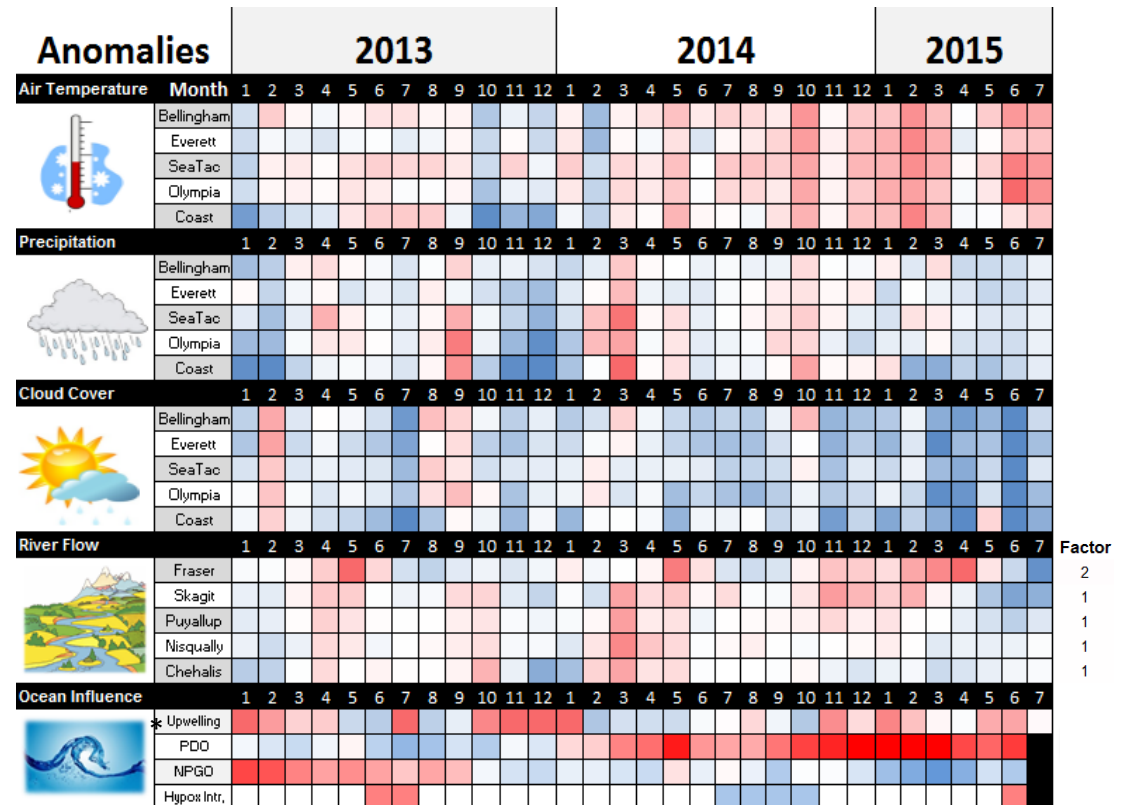 Anomalies 2013 2014 2015
Air Temperature Month 1 2 3 4 5 6 7 8 9 10 11 12 1 2 3 4 5 6 7 8 9 10 11 12 1 2 3 4 5 6 7
Bellingham
Everett
SeaTac
Olympia
Coast
Precipitation 1 2 3 4 5 6 7 8 9 10 11 12 1 2 3 4 5 6 7 8 9 10 11 12 1 2 3 4 5 6 7
Bellingham
Everett
SeaTac
Olympia
Coast
Cloud Cover 1 2 3 4 5 6 7 8 9 10 11 12 1 2 3 4 5 6 7 8 9 10 11 12 1 2 3 4 5 6 7
Bellingham
Everett
SeaTac
Olympia
Coast
River Flow 1 2 3 4 5 6 7 8 9 10 11 12 1 2 3 4 5 6 7 8 9 10 11 12 1 2 3 4 5 6 7 Factor
Fraser 2
Skagit 1
Puyallup 1
Nisqually 1
Chehalis 1
Ocean Influence 1 2 3 4 5 6 7 8 9 10 11 12 1 2 3 4 5 6 7 8 9 10 11 12 1 2 3 4 5 6 7
* Upwelling
PDO
NPGO
Hypox Intr,